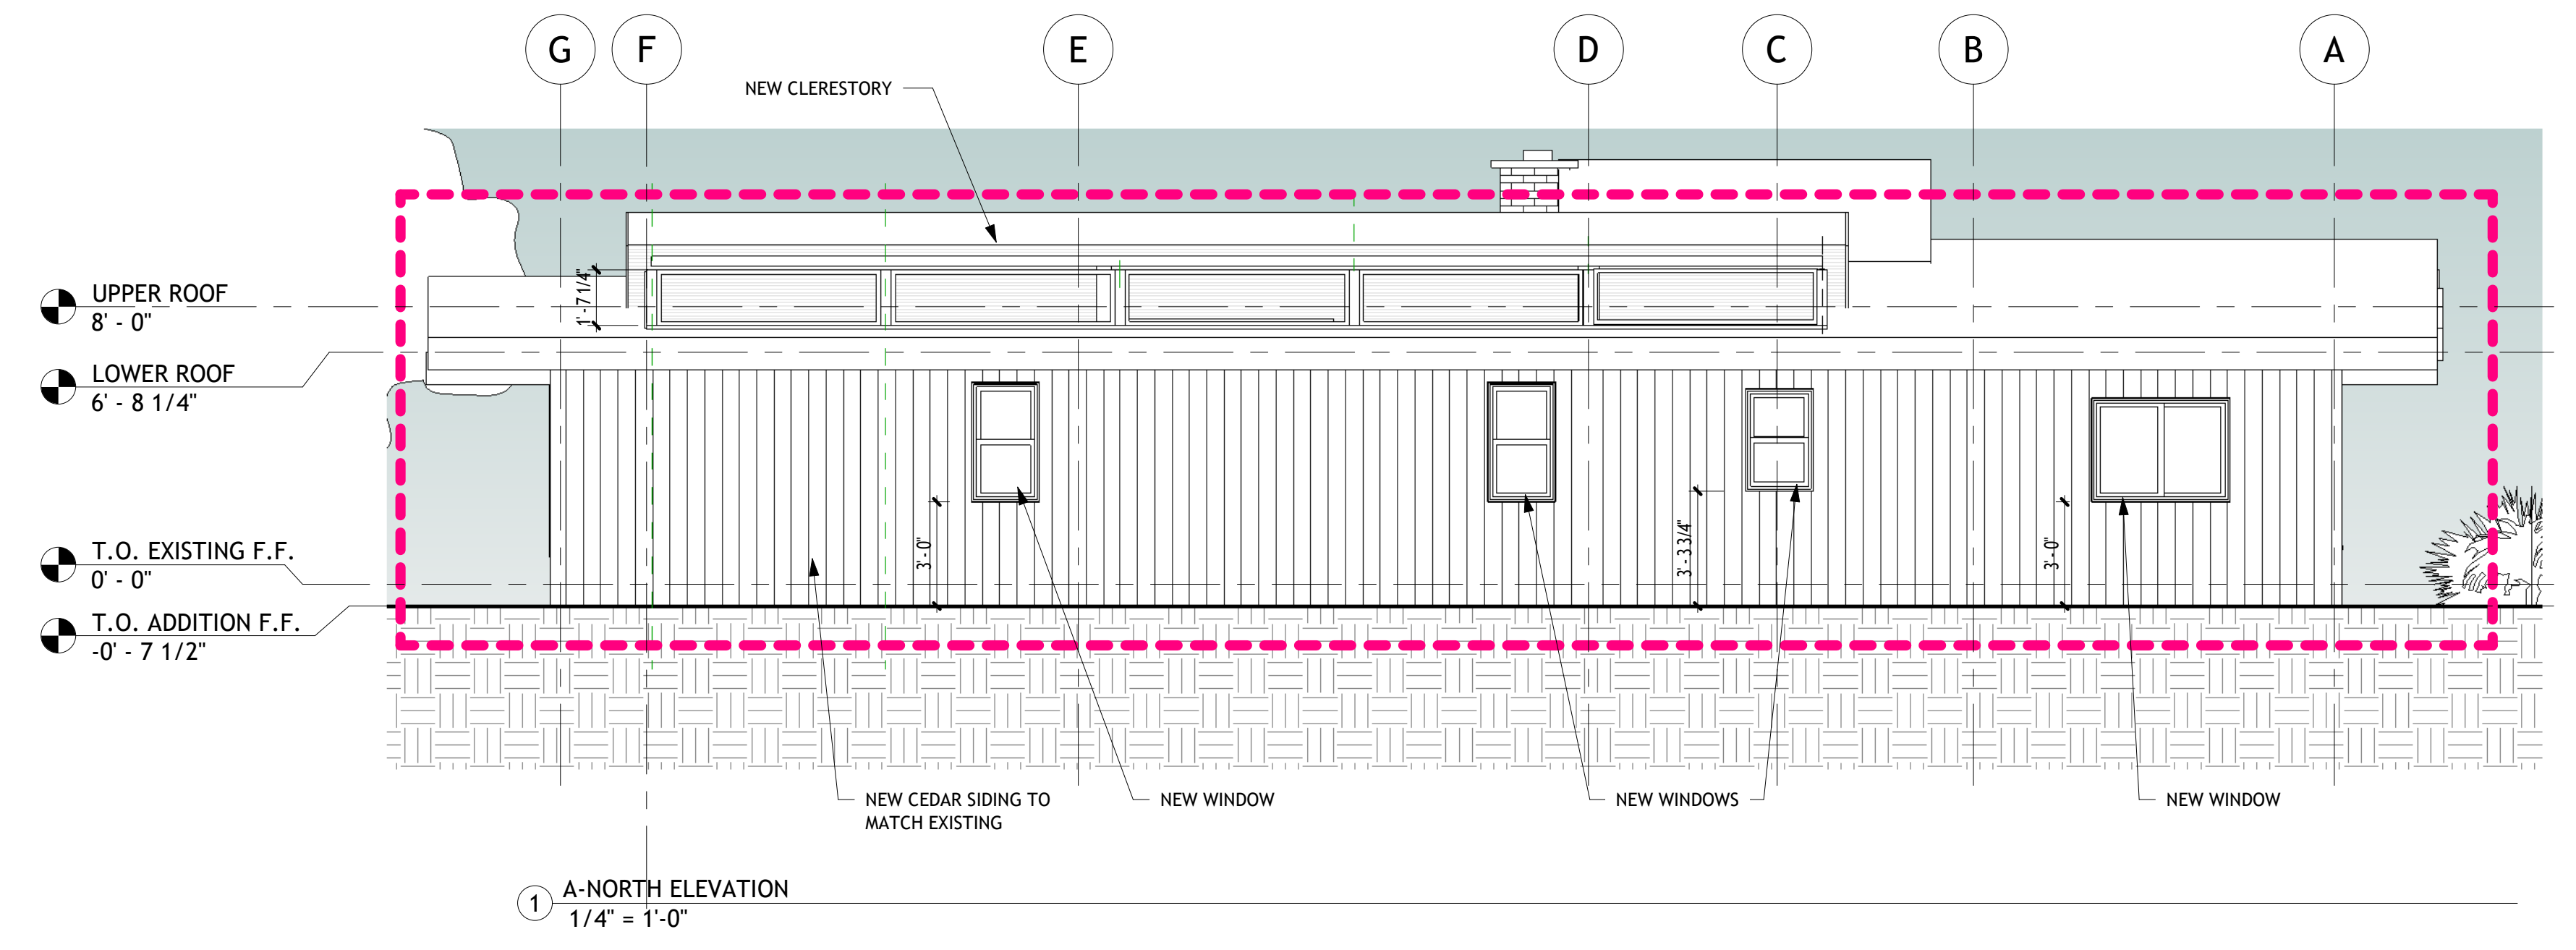 G F E D C B A
NEW CLERESTORY
UPPER ROOF
8' - 0"
1' - 7 1/4"
LOWER ROOF
6' - 8 1/4"
T.O. EXISTING F.F.
0' - 0"
3' - 0"
3' - 3 3/4"
3' - 0"
T.O. ADDITION F.F.
-0' - 7 1/2"
NEW CEDAR SIDING TO
MATCH EXISTING
NEW WINDOW
NEW WINDOWS
NEW WINDOW
1 A-NORTH ELEVATION
1/4" = 1'-0"